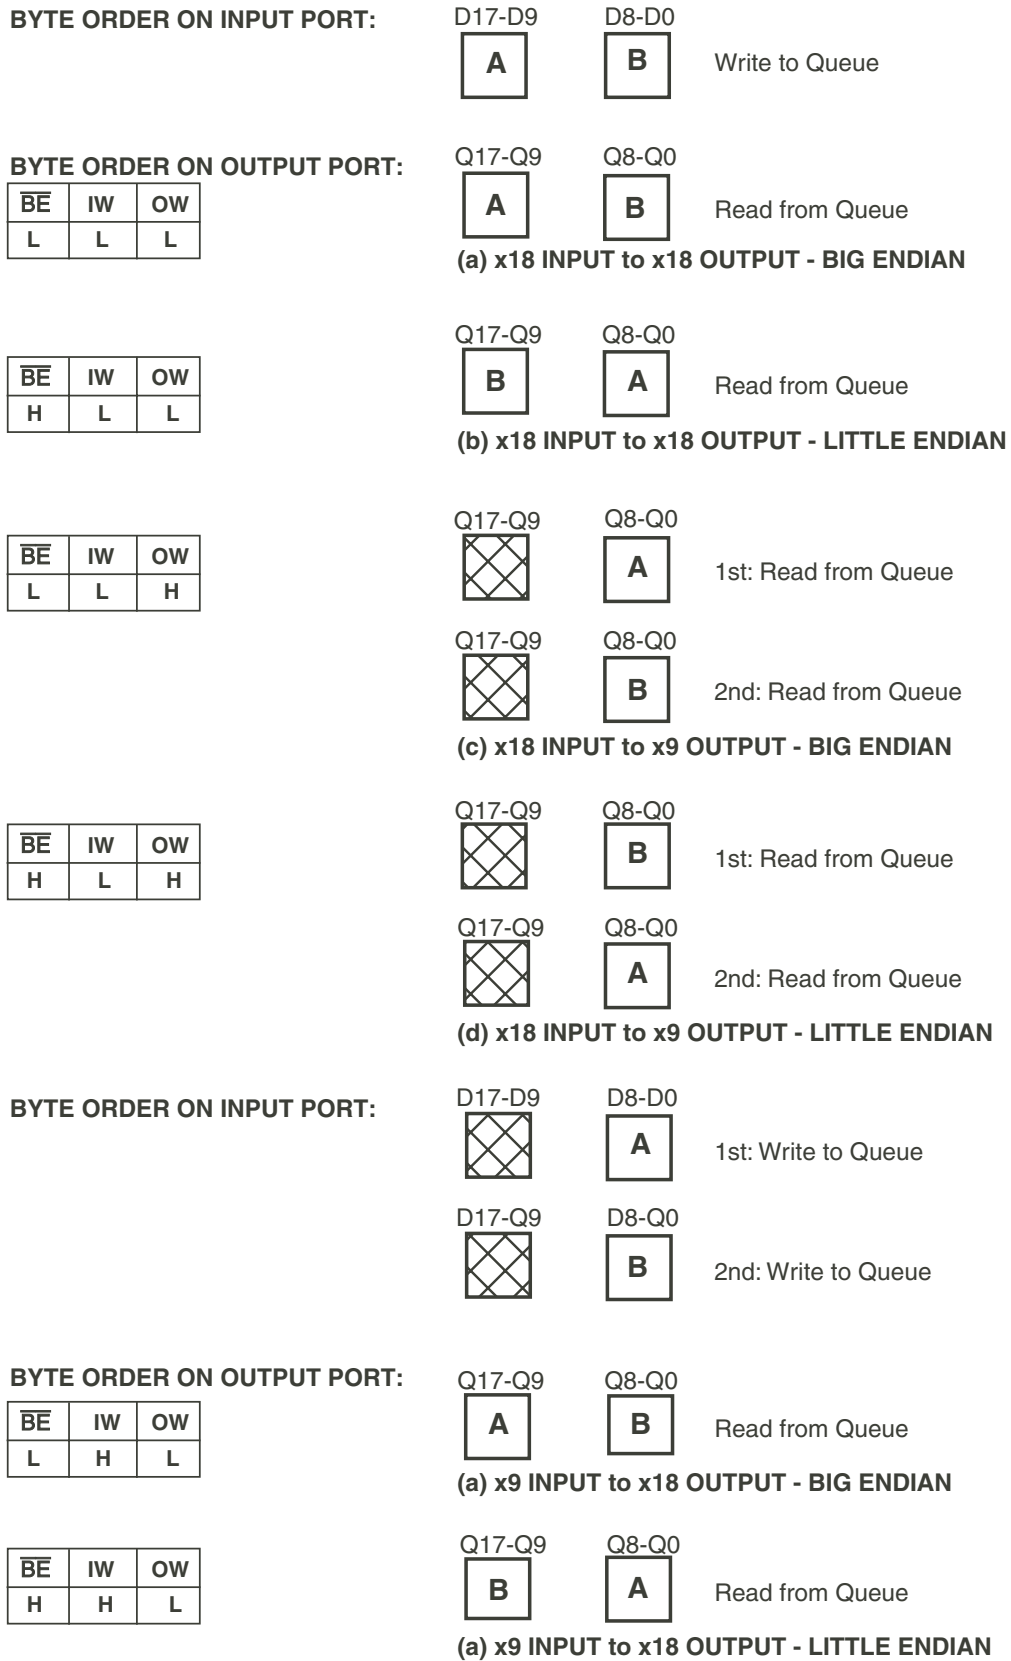 BYTE ORDER ON INPUT PORT:
D17-D9 D8-D0
A B Write to Queue
BYTE ORDER ON OUTPUT PORT:
Q17-Q9 Q8-Q0
BE IW OW
L L L
A B Read from Queue
(a) x18 INPUT to x18 OUTPUT - BIG ENDIAN
Q17-Q9 Q8-Q0
BE IW OW
H L L
B A Read from Queue
(b) x18 INPUT to x18 OUTPUT - LITTLE ENDIAN
Q17-Q9 Q8-Q0
BE IW OW
L L H
A 1st: Read from Queue
Q17-Q9 Q8-Q0
B 2nd: Read from Queue
(c) x18 INPUT to x9 OUTPUT - BIG ENDIAN
Q17-Q9 Q8-Q0
BE IW OW
H L H
B 1st: Read from Queue
Q17-Q9 Q8-Q0
A 2nd: Read from Queue
(d) x18 INPUT to x9 OUTPUT - LITTLE ENDIAN
BYTE ORDER ON INPUT PORT:
D17-D9 D8-D0
A 1st: Write to Queue
D17-Q9 D8-Q0
B 2nd: Write to Queue
BYTE ORDER ON OUTPUT PORT:
Q17-Q9 Q8-Q0
BE IW OW
L H L
A B Read from Queue
(a) x9 INPUT to x18 OUTPUT - BIG ENDIAN
Q17-Q9 Q8-Q0
BE IW OW
H H L
B A Read from Queue
(a) x9 INPUT to x18 OUTPUT - LITTLE ENDIAN